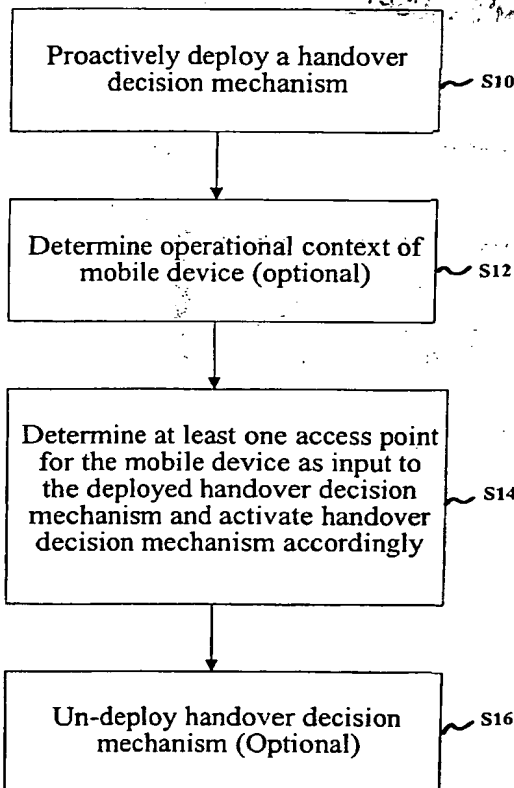 Proactively deploy a handover
decision mechanism
S10
Determine operational context of
mobile device (optional)
S12
Determine at least one access point
for the mobile device as input to
the deployed handover decision
mechanism and activate handover
decision mechanism accordingly
S14
Un-deploy handover decision
mechanism (Optional)
S16